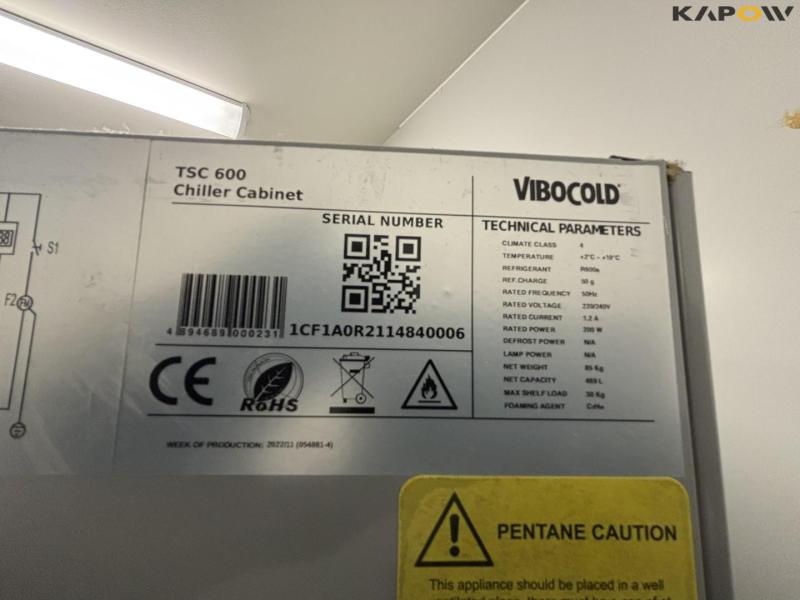 KAPOW
TSC 600
Chiller Cabinet
VIBOCOLD
SERIAL NUMBER
4 894689 000231
1CF1A0R2114840006
CE
RoHS
WEEK OF PRODUCTION: 2022/11 (054881-4)
TECHNICAL PARAMETERS
CLIMATE CLASS 4
TEMPERATURE +2°C ~ +10°C
REFRIGERANT R600a
REF.CHARGE 50 g
RATED FREQUENCY 50Hz
RATED VOLTAGE 220/240V
RATED CURRENT 1.2 A
RATED POWER 200 W
DEFROST POWER N/A
LAMP POWER N/A
NET WEIGHT 85 Kg
NET CAPACITY 469 L
MAX SHELF LOAD 30 Kg
FOAMING AGENT
S1
F2
PENTANE CAUTION
This appliance should be placed in a well